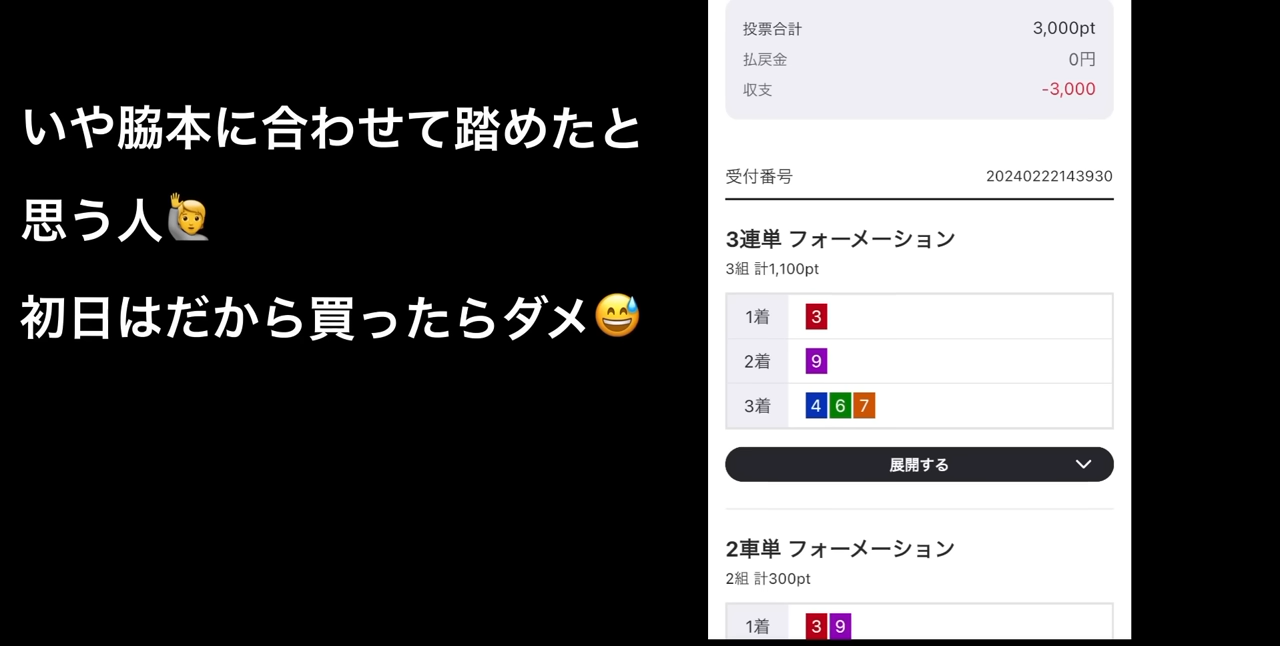 いや脇本に合わせて踏めたと
思う人🙋
初日はだから買ったらダメ😅
投票合計 3,000pt
払戻金 0円
収支 -3,000
受付番号 20240222143930
3連単 フォーメーション
3組 計1,100pt
1着 3
2着 9
3着 4 6 7
展開する
2車単 フォーメーション
2組 計300pt
1着 3 9